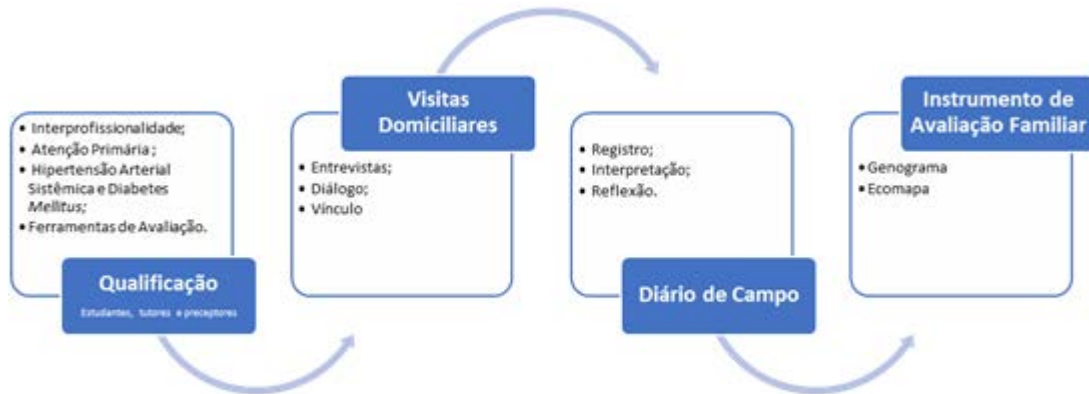 • Interprofissionalidade;
• Atenção Primária ;
• Hipertensão Arterial
Sistêmica e Diabetes
Mellitus;
• Ferramentas de Avaliação.
Qualificação
Estudantes, tutores e preceptores
Visitas
Domiciliares
• Entrevistas;
• Diálogo;
• Vínculo
• Registro;
• Interpretação;
• Reflexão.
Diário de Campo
Instrumento de
Avaliação Familiar
• Genograma
• Ecomapa